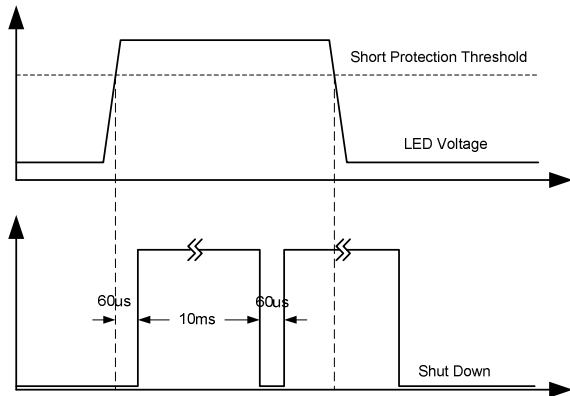 Short Protection Threshold
LED Voltage
60us
10ms
60us
Shut Down